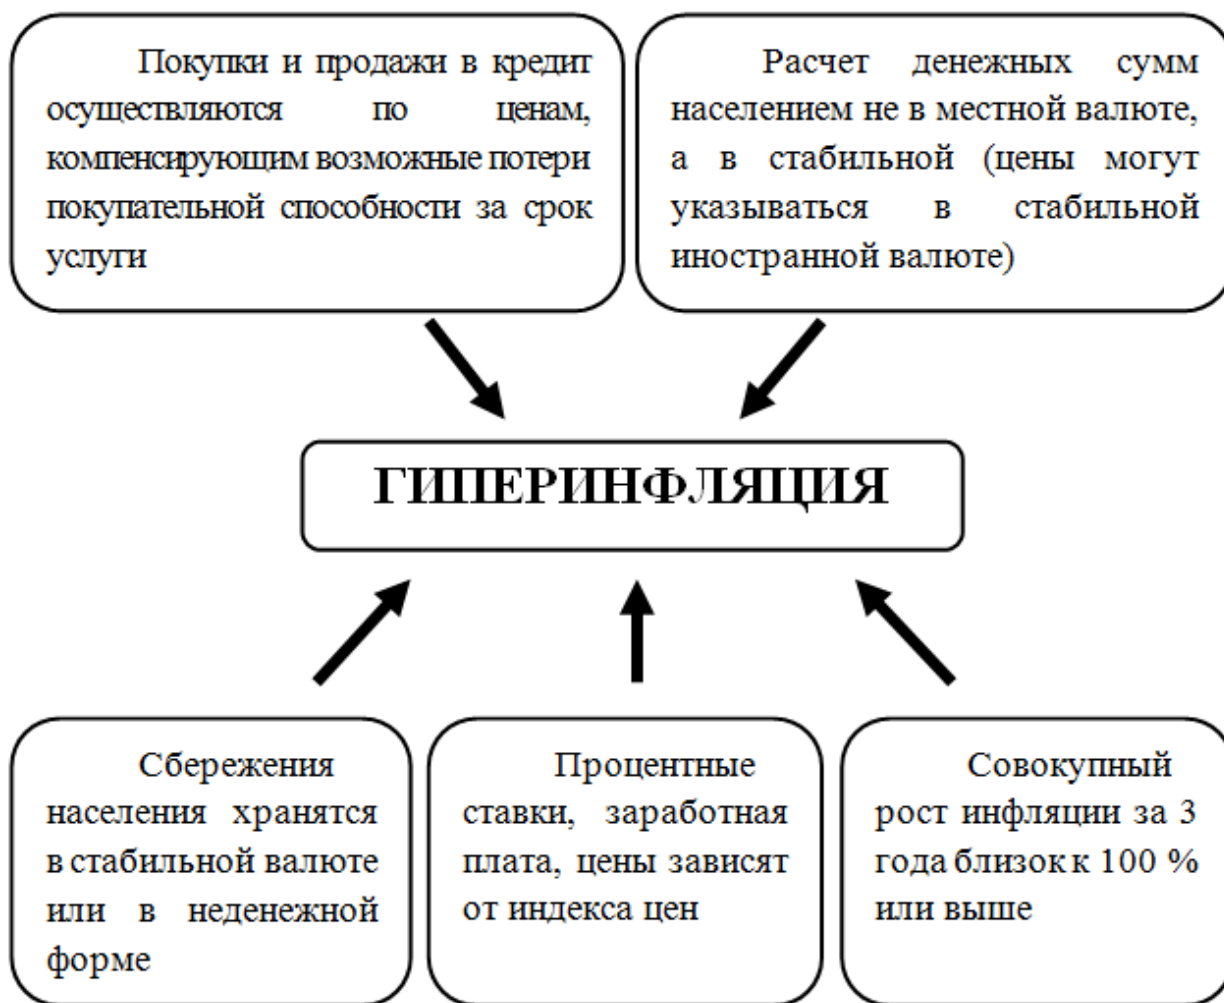 Покупки и продажи в кредит
осуществляются по ценам,
компенсирующим возможные потери
покупательной способности за срок
услуги
Расчет денежных сумм
населением не в местной валюте,
а в стабильной (цены могут
указываться в стабильной
иностранной валюте)
ГИПЕРИНФЛЯЦИЯ
Сбережения
населения хранятся
в стабильной валюте
или в неденежной
форме
Процентные
ставки, заработная
плата, цены зависят
от индекса цен
Совокупный
рост инфляции за 3
года близок к 100 %
или выше